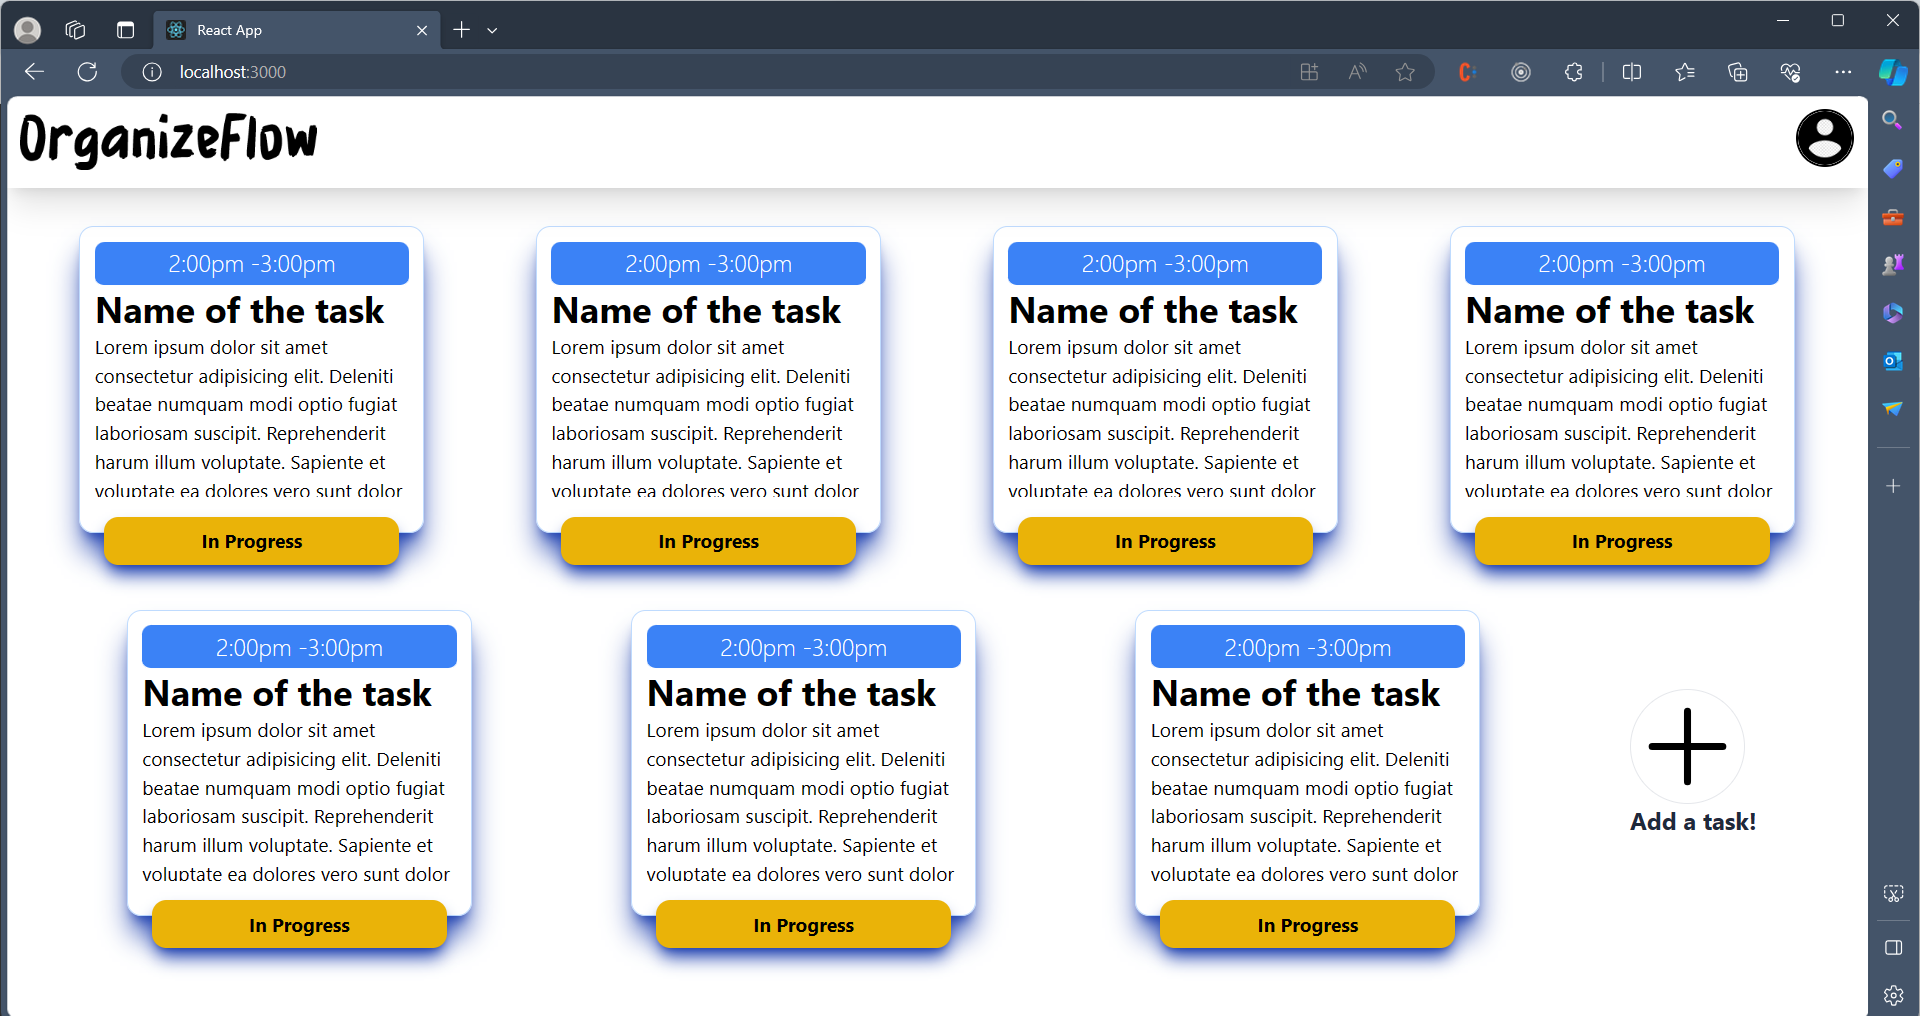 React App
localhost:3000
OrganizeFlow
2:00pm -3:00pm
Name of the task
Lorem ipsum dolor sit amet
consectetur adipisicing elit. Deleniti
beatae numquam modi optio fugiat
laboriosam suscipit. Reprehenderit
harum illum voluptate. Sapiente et
voluptate ea dolores vero sunt dolor
In Progress
2:00pm -3:00pm
Name of the task
Lorem ipsum dolor sit amet
consectetur adipisicing elit. Deleniti
beatae numquam modi optio fugiat
laboriosam suscipit. Reprehenderit
harum illum voluptate. Sapiente et
voluptate ea dolores vero sunt dolor
In Progress
2:00pm -3:00pm
Name of the task
Lorem ipsum dolor sit amet
consectetur adipisicing elit. Deleniti
beatae numquam modi optio fugiat
laboriosam suscipit. Reprehenderit
harum illum voluptate. Sapiente et
voluptate ea dolores vero sunt dolor
In Progress
2:00pm -3:00pm
Name of the task
Lorem ipsum dolor sit amet
consectetur adipisicing elit. Deleniti
beatae numquam modi optio fugiat
laboriosam suscipit. Reprehenderit
harum illum voluptate. Sapiente et
voluptate ea dolores vero sunt dolor
In Progress
2:00pm -3:00pm
Name of the task
Lorem ipsum dolor sit amet
consectetur adipisicing elit. Deleniti
beatae numquam modi optio fugiat
laboriosam suscipit. Reprehenderit
harum illum voluptate. Sapiente et
voluptate ea dolores vero sunt dolor
In Progress
2:00pm -3:00pm
Name of the task
Lorem ipsum dolor sit amet
consectetur adipisicing elit. Deleniti
beatae numquam modi optio fugiat
laboriosam suscipit. Reprehenderit
harum illum voluptate. Sapiente et
voluptate ea dolores vero sunt dolor
In Progress
2:00pm -3:00pm
Name of the task
Lorem ipsum dolor sit amet
consectetur adipisicing elit. Deleniti
beatae numquam modi optio fugiat
laboriosam suscipit. Reprehenderit
harum illum voluptate. Sapiente et
voluptate ea dolores vero sunt dolor
In Progress
Add a task!